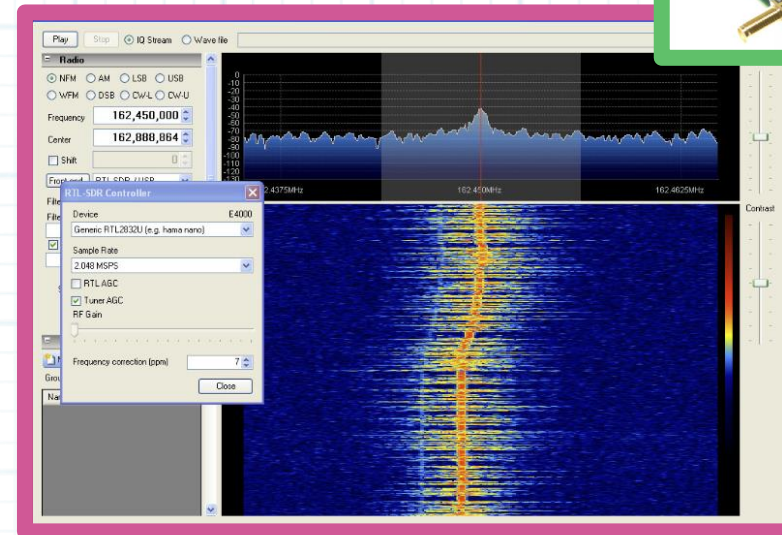 Play Stop IQ Stream Wave file
Radio
NFM AM LSB USB
WFM DSB CW-L CW-U
Frequency 162,450,000
Center 162,888,864
Shift 0
RTL-SDR Controller
Device E4000
Generic RTL2832U (e.g. hama nano)
Sample Rate
2.048 MSPS
RTL AGC
Tuner AGC
RF Gain
Frequency correction (ppm) 7
Close
0
-10
-20
-30
-40
-50
-60
-70
-80
-90
-100
-110
-120
-130
2.4375MHz 162.450MHz 162.4625MHz
Contrast